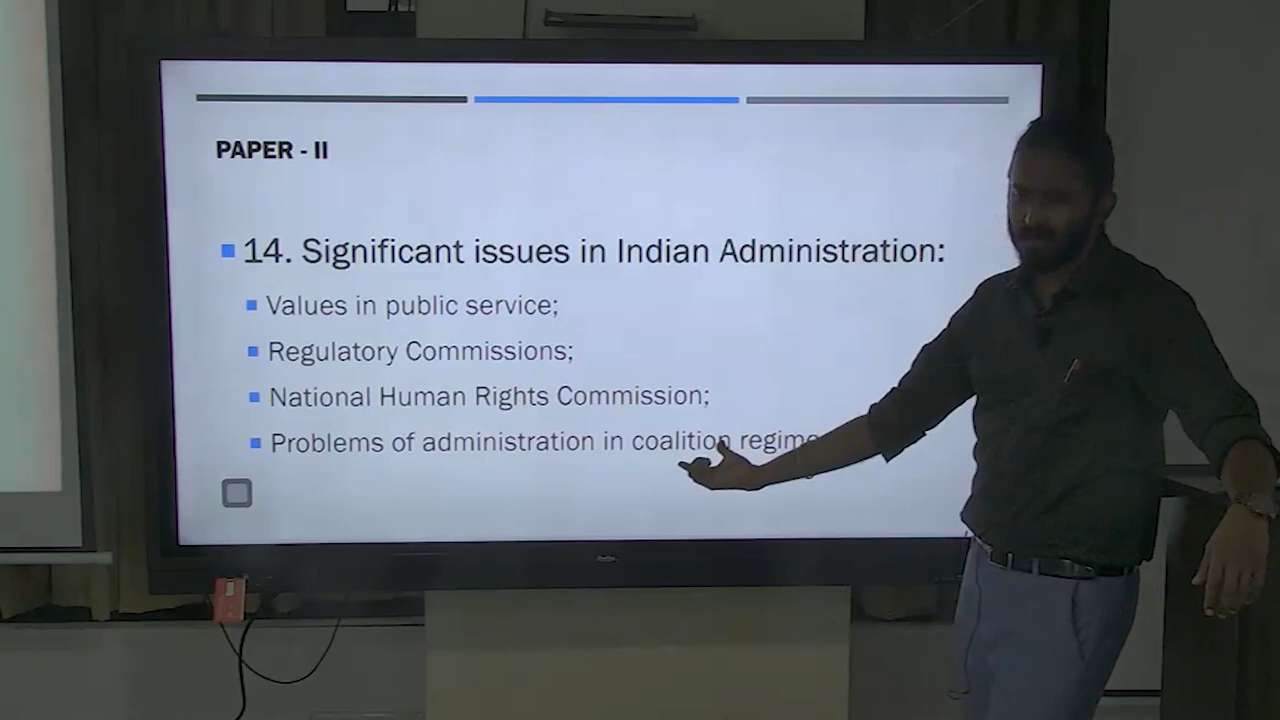 PAPER - II
14. Significant issues in Indian Administration:
Values in public service;
Regulatory Commissions;
National Human Rights Commission;
Problems of administration in coalition regimes